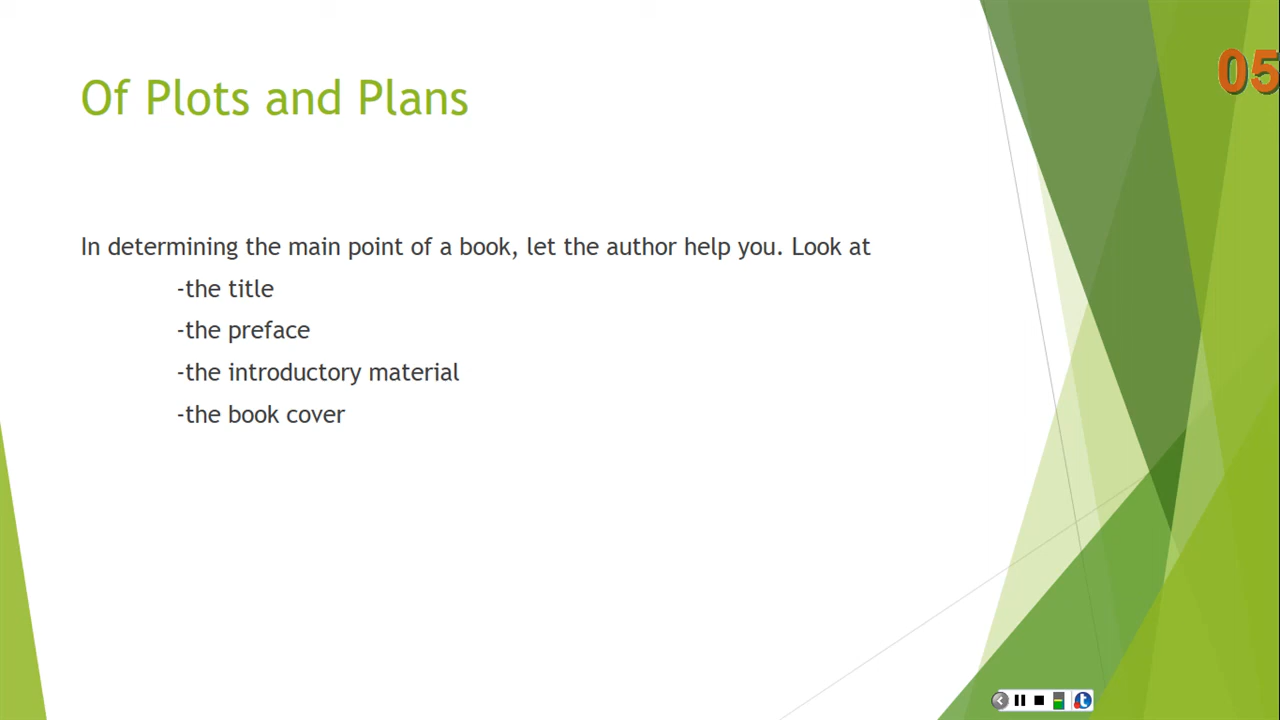 Of Plots and Plans
05
In determining the main point of a book, let the author help you. Look at
-the title
-the preface
-the introductory material
-the book cover